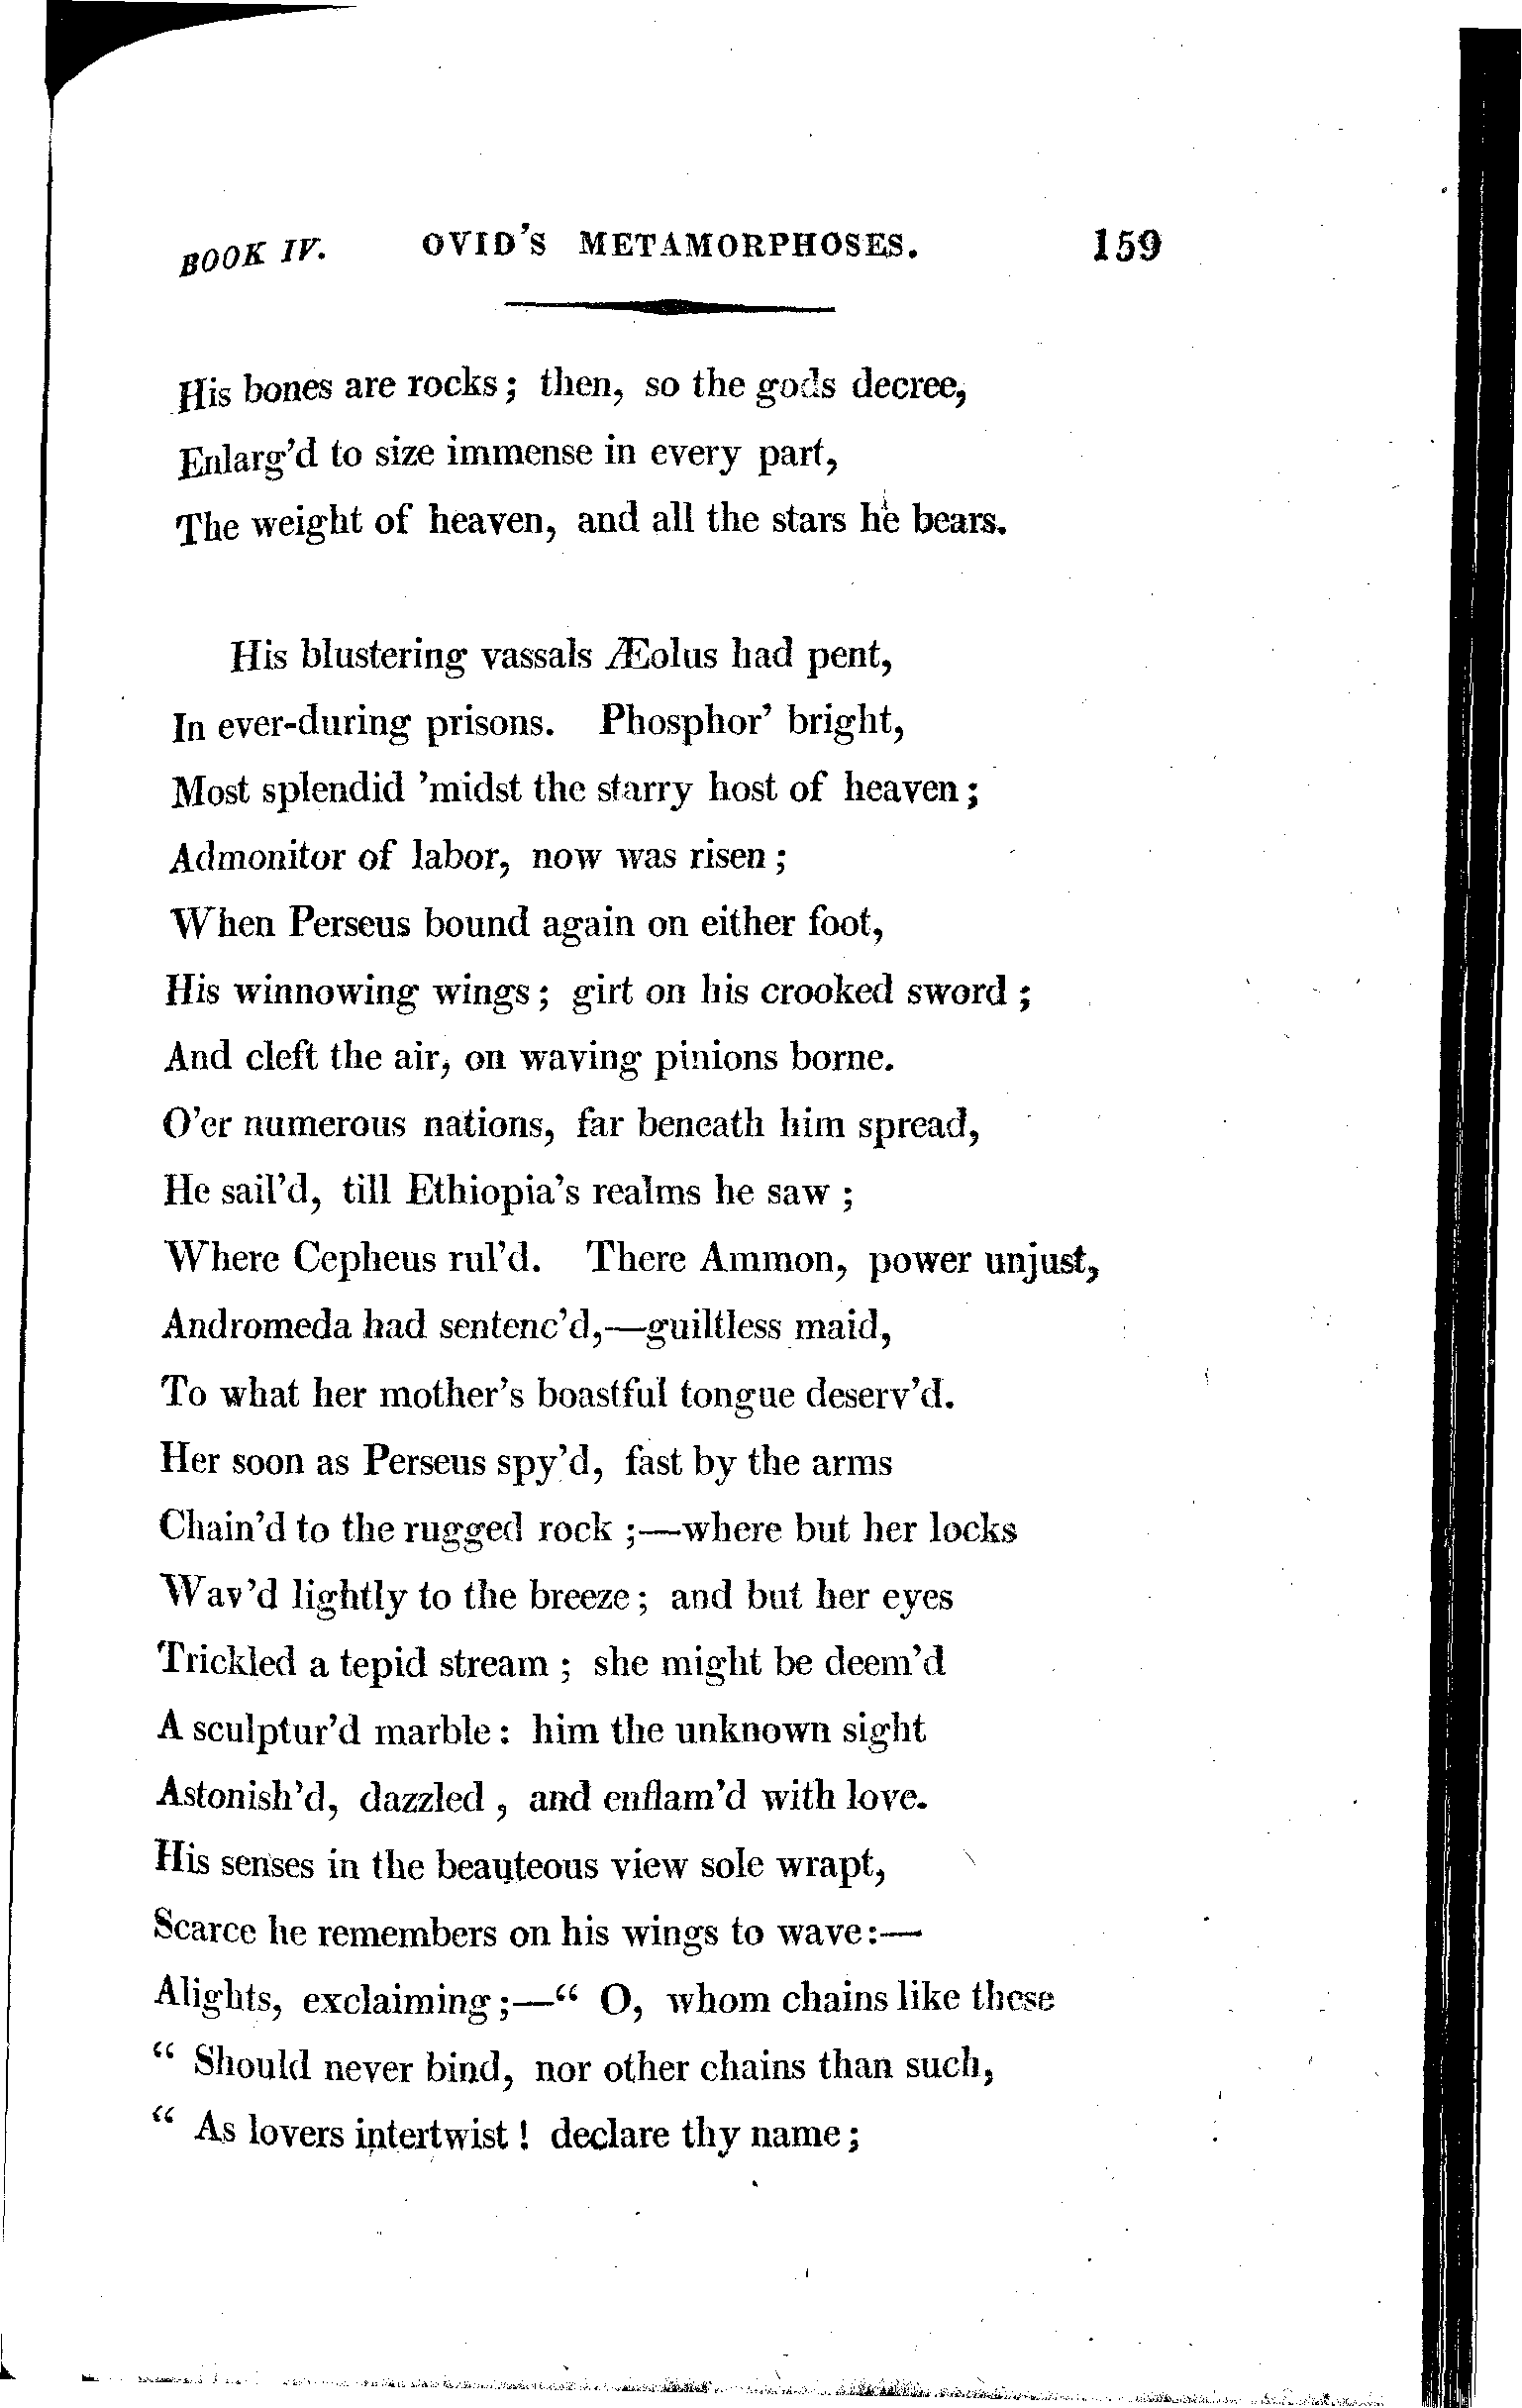 BOOK IV. OVID'S METAMORPHOSES. 159
His bones are rocks; then, so the gods decree,
Enlarg'd to size immense in every part,
The weight of heaven, and all the stars he bears.
His blustering vassals Æolus had pent,
In ever-during prisons. Phosphor' bright,
Most splendid 'midst the starry host of heaven;
Admonitor of labor, now was risen;
When Perseus bound again on either foot,
His winnowing wings; girt on his crooked sword;
And cleft the air, on waving pinions borne.
O'er numerous nations, far beneath him spread,
He sail'd, till Ethiopia's realms he saw;
Where Cepheus rul'd. There Ammon, power unjust,
Andromeda had sentenc'd,—guiltless maid,
To what her mother's boastful tongue deserv'd.
Her soon as Perseus spy'd, fast by the arms
Chain'd to the rugged rock;—where but her locks
Wav'd lightly to the breeze; and but her eyes
Trickled a tepid stream; she might be deem'd
A sculptur'd marble: him the unknown sight
Astonish'd, dazzled, and enflam'd with love.
His senses in the beauteous view sole wrapt,
Scarce he remembers on his wings to wave:—
Alights, exclaiming;—“ O, whom chains like these
“ Should never bind, nor other chains than such,
“ As lovers intertwist! declare thy name;